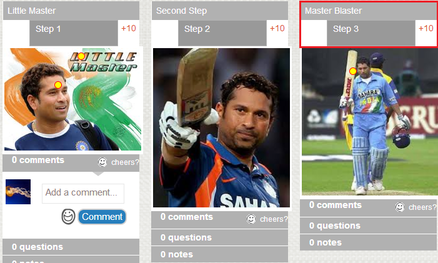 Little Master
Step 1
+10
LITTLE
Master
0 comments
cheers?
Add a comment...
Comment
0 questions
0 notes
Second Step
Step 2
+10
SAHA
0 comments
cheers?
0 questions
0 notes
Master Blaster
Step 3
+10
SAHARA
0 comments
cheers?
0 questions
0 notes